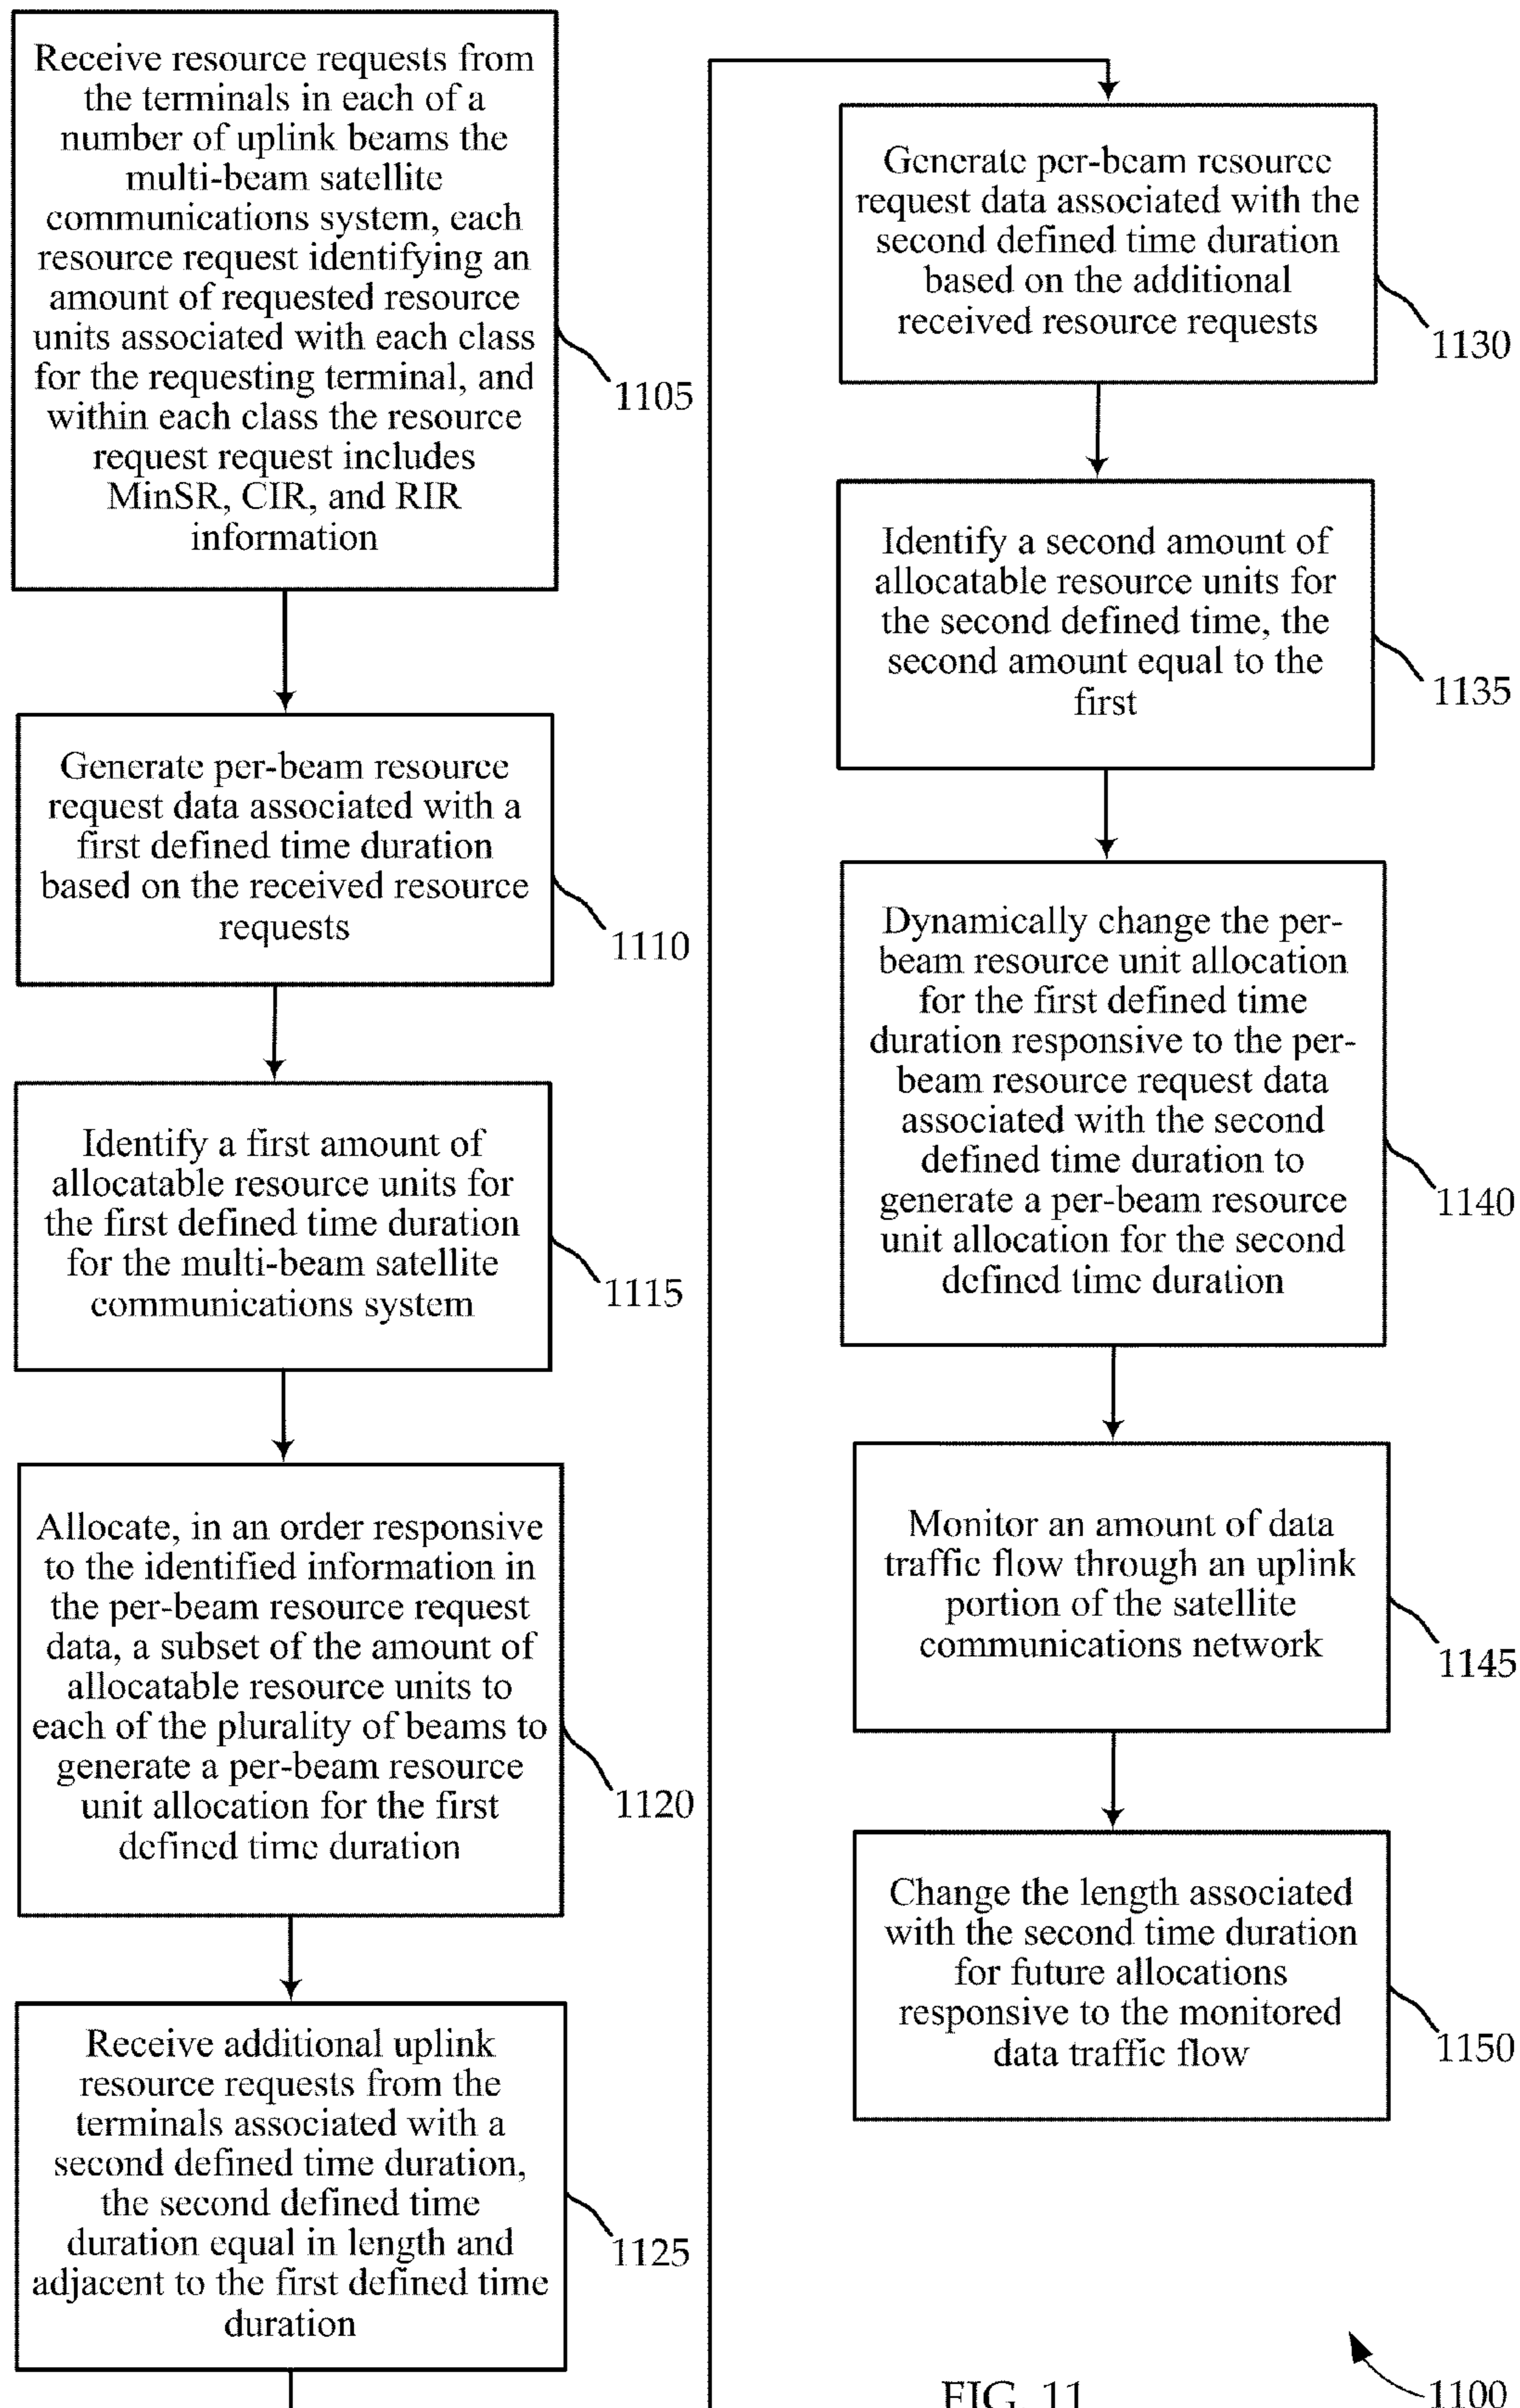 Receive resource requests from
the terminals in each of a
number of uplink beams the
multi-beam satellite
communications system, each
resource request identifying an
amount of requested resource
units associated with each class
for the requesting terminal, and
within each class the resource
request request includes
MinSR, CIR, and RIR
information
1105
Generate per-beam resource
request data associated with a
first defined time duration
based on the received resource
requests
1110
Identify a first amount of
allocatable resource units for
the first defined time duration
for the multi-beam satellite
communications system
1115
Allocate, in an order responsive
to the identified information in
the per-beam resource request
data, a subset of the amount of
allocatable resource units to
each of the plurality of beams to
generate a per-beam resource
unit allocation for the first
defined time duration
1120
Receive additional uplink
resource requests from the
terminals associated with a
second defined time duration,
the second defined time
duration equal in length and
adjacent to the first defined time
duration
1125
Generate per-beam resource
request data associated with the
second defined time duration
based on the additional
received resource requests
1130
Identify a second amount of
allocatable resource units for
the second defined time, the
second amount equal to the
first
1135
Dynamically change the per-
beam resource unit allocation
for the first defined time
duration responsive to the per-
beam resource request data
associated with the second
defined time duration to
generate a per-beam resource
unit allocation for the second
defined time duration
1140
Monitor an amount of data
traffic flow through an uplink
portion of the satellite
communications network
1145
Change the length associated
with the second time duration
for future allocations
responsive to the monitored
data traffic flow
1150
FIG. 11
1100